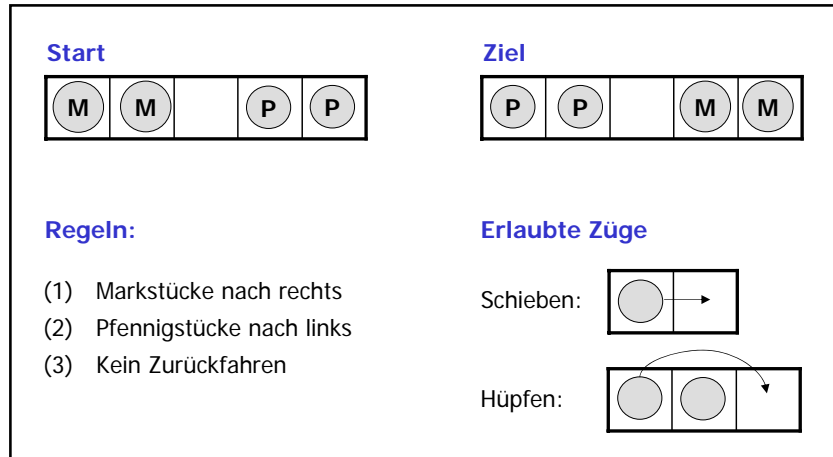 Start
M M P P
Ziel
P P M M
Regeln:
(1) Markstücke nach rechts
(2) Pfennigstücke nach links
(3) Kein Zurückfahren
Erlaubte Züge
Schieben:
Hüpfen: